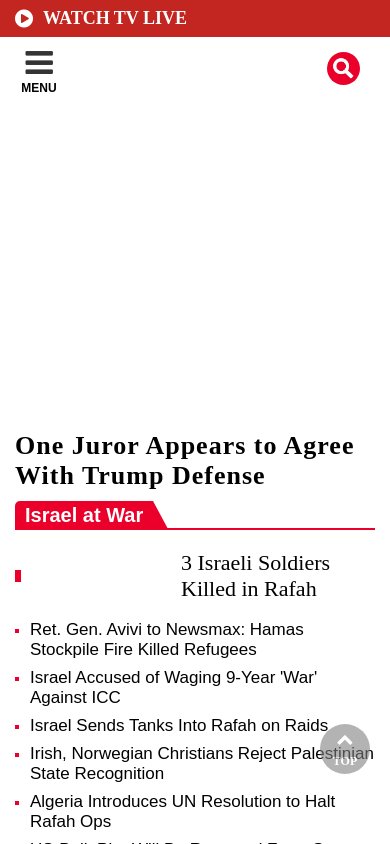 WATCH TV LIVE
MENU
One Juror Appears to Agree
With Trump Defense
Israel at War
3 Israeli Soldiers
Killed in Rafah
Ret. Gen. Avivi to Newsmax: Hamas
Stockpile Fire Killed Refugees
Israel Accused of Waging 9-Year 'War'
Against ICC
Israel Sends Tanks Into Rafah on Raids
Irish, Norwegian Christians Reject Palestinian
State Recognition
TOP
Algeria Introduces UN Resolution to Halt
Rafah Ops